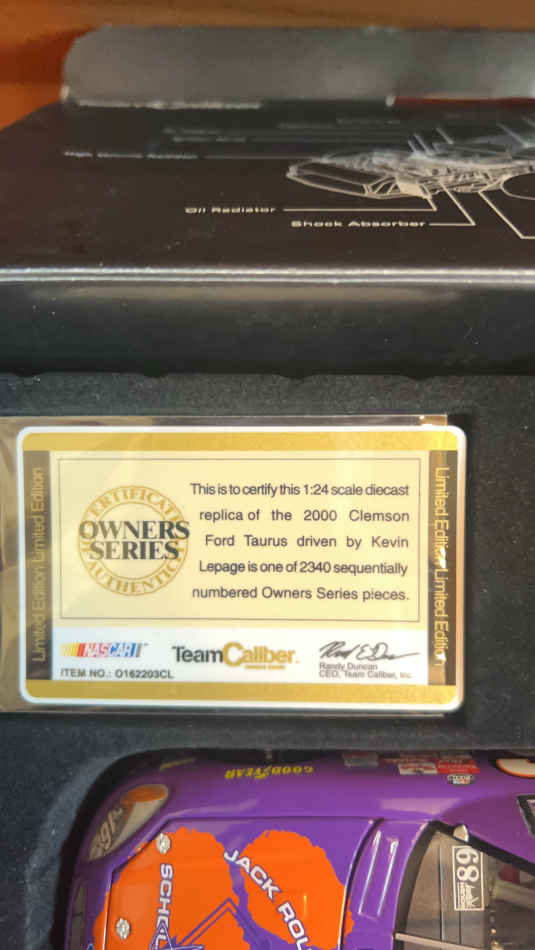 Oil Radiator
Shock Absorber
Limited Edition Limited Edition
CERTIFICATE
OWNERS
SERIES
This is to certify this 1:24 scale diecast
replica of the 2000 Clemson
Ford Taurus driven by Kevin
Lepage is one of 2340 sequentially
numbered Owners Series pieces.
Limited Edition Limited Edition
NASCAR
ITEM NO.: O162203CL
TeamCaliber
Randy Duncan
CEO, Team Caliber, Inc.
GOODYEAR
JACK ROU
SCH
68